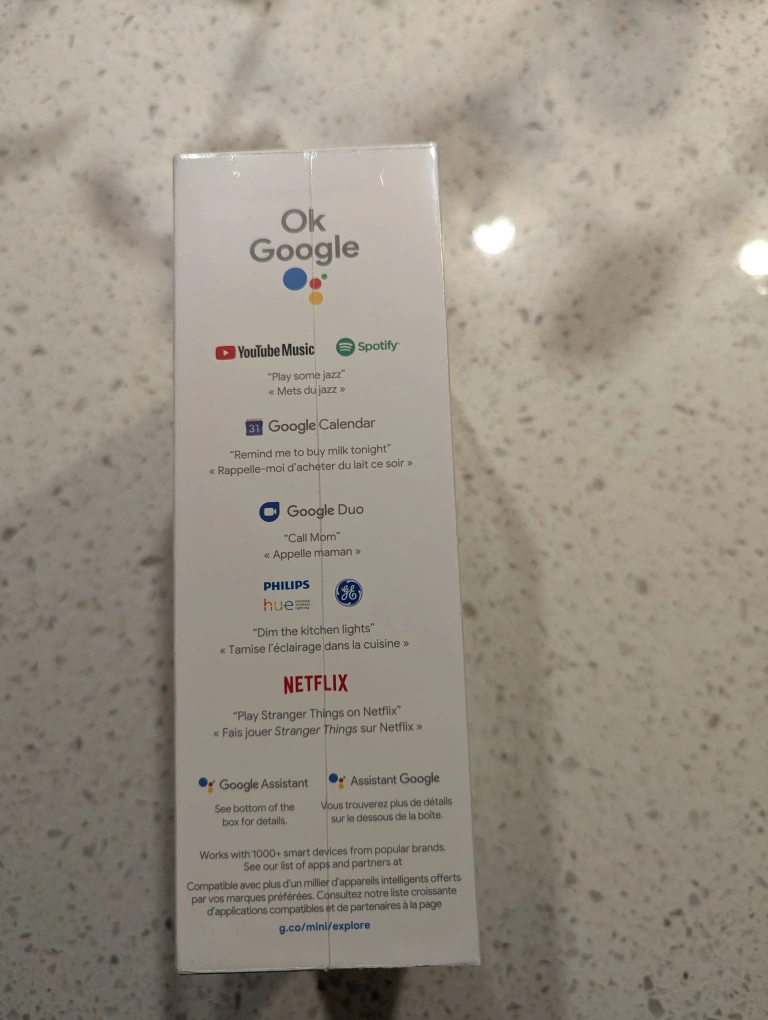 Ok
Google
YouTube Music Spotify
“Play some jazz”
« Mets du jazz »
31 Google Calendar
“Remind me to buy milk tonight”
« Rappelle-moi d'acheter du lait ce soir »
Google Duo
“Call Mom”
« Appelle maman »
PHILIPS
hue personal wireless lighting GE
“Dim the kitchen lights”
« Tamise l'éclairage dans la cuisine »
NETFLIX
“Play Stranger Things on Netflix”
« Fais jouer Stranger Things sur Netflix »
Google Assistant Assistant Google
See bottom of the
box for details.
Vous trouverez plus de détails
sur le dessous de la boîte.
Works with 1000+ smart devices from popular brands.
See our list of apps and partners at
Compatible avec plus d'un millier d'appareils intelligents offerts
par vos marques préférées. Consultez notre liste croissante
d'applications compatibles et de partenaires à la page
g.co/mini/explore